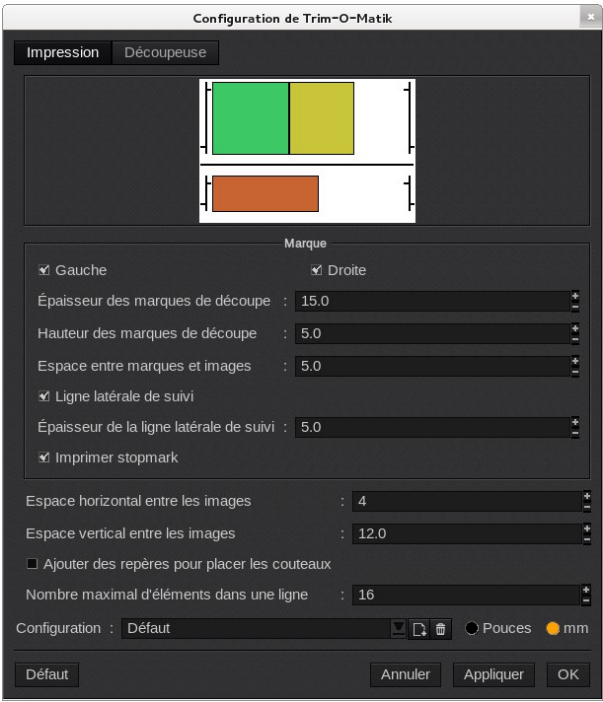 Configuration de Trim-O-Matik
Impression Découpeuse
Marque
Gauche Droite
Épaisseur des marques de découpe : 15.0
Hauteur des marques de découpe : 5.0
Espace entre marques et images : 5.0
Ligne latérale de suivi
Épaisseur de la ligne latérale de suivi : 5.0
Imprimer stopmark
Espace horizontal entre les images : 4
Espace vertical entre les images : 12.0
Ajouter des repères pour placer les couteaux
Nombre maximal d'éléments dans une ligne : 16
Configuration : Défaut Pouces mm
Défaut Annuler Appliquer OK